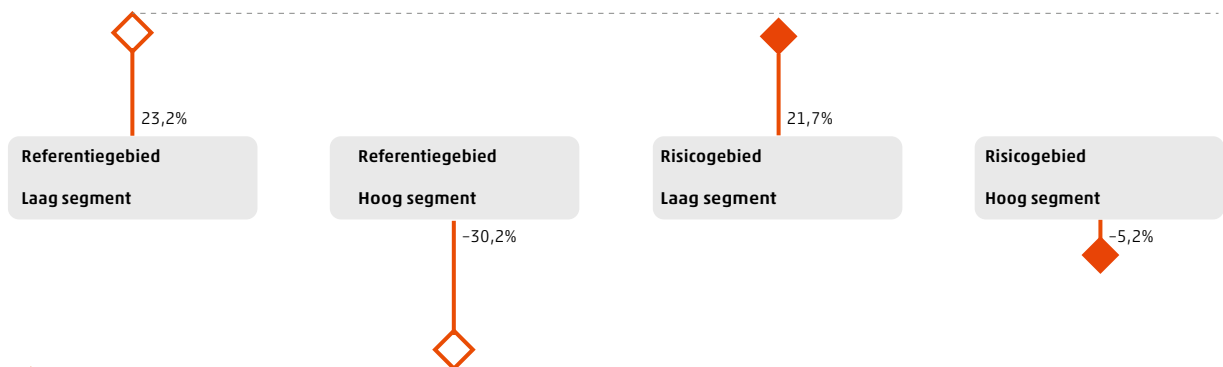 23,2%
Referentiegebied
Laag segment
Referentiegebied
Hoog segment
–30,2%
21,7%
Risicogebied
Laag segment
Risicogebied
Hoog segment
–5,2%